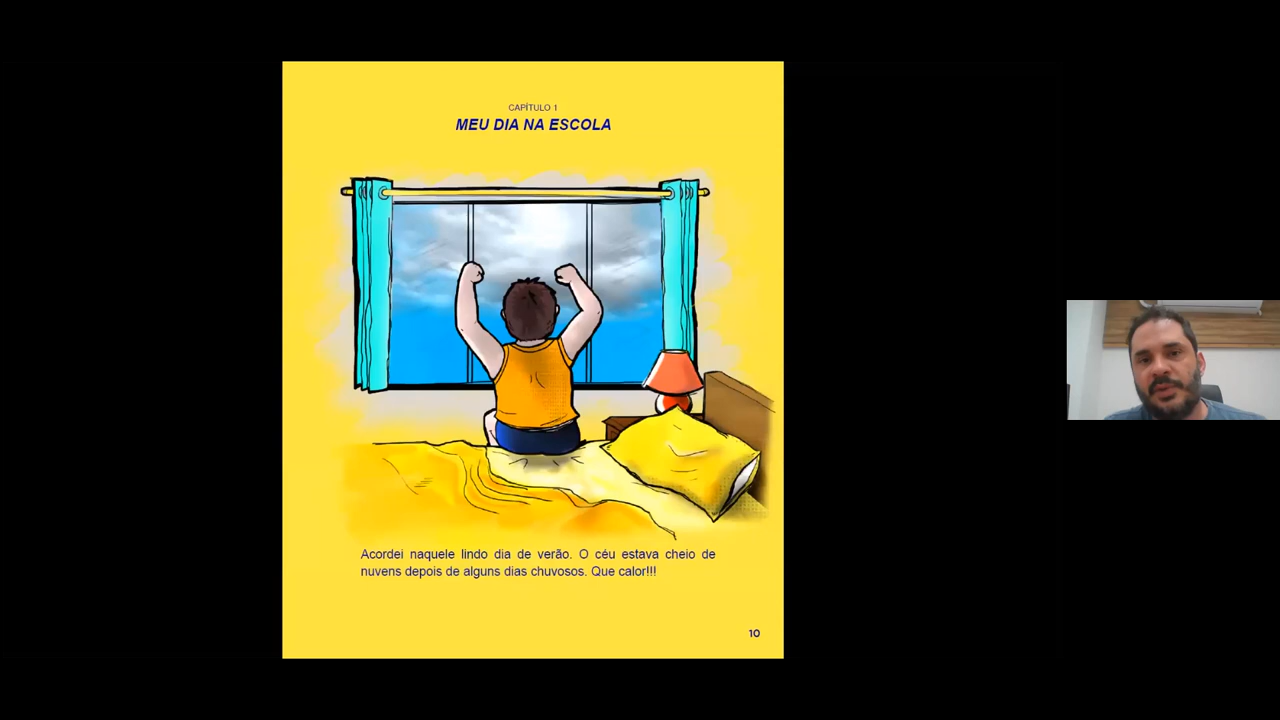 CAPÍTULO 1
MEU DIA NA ESCOLA
Acordei naquele lindo dia de verão. O céu estava cheio de
nuvens depois de alguns dias chuvosos. Que calor!!!
10